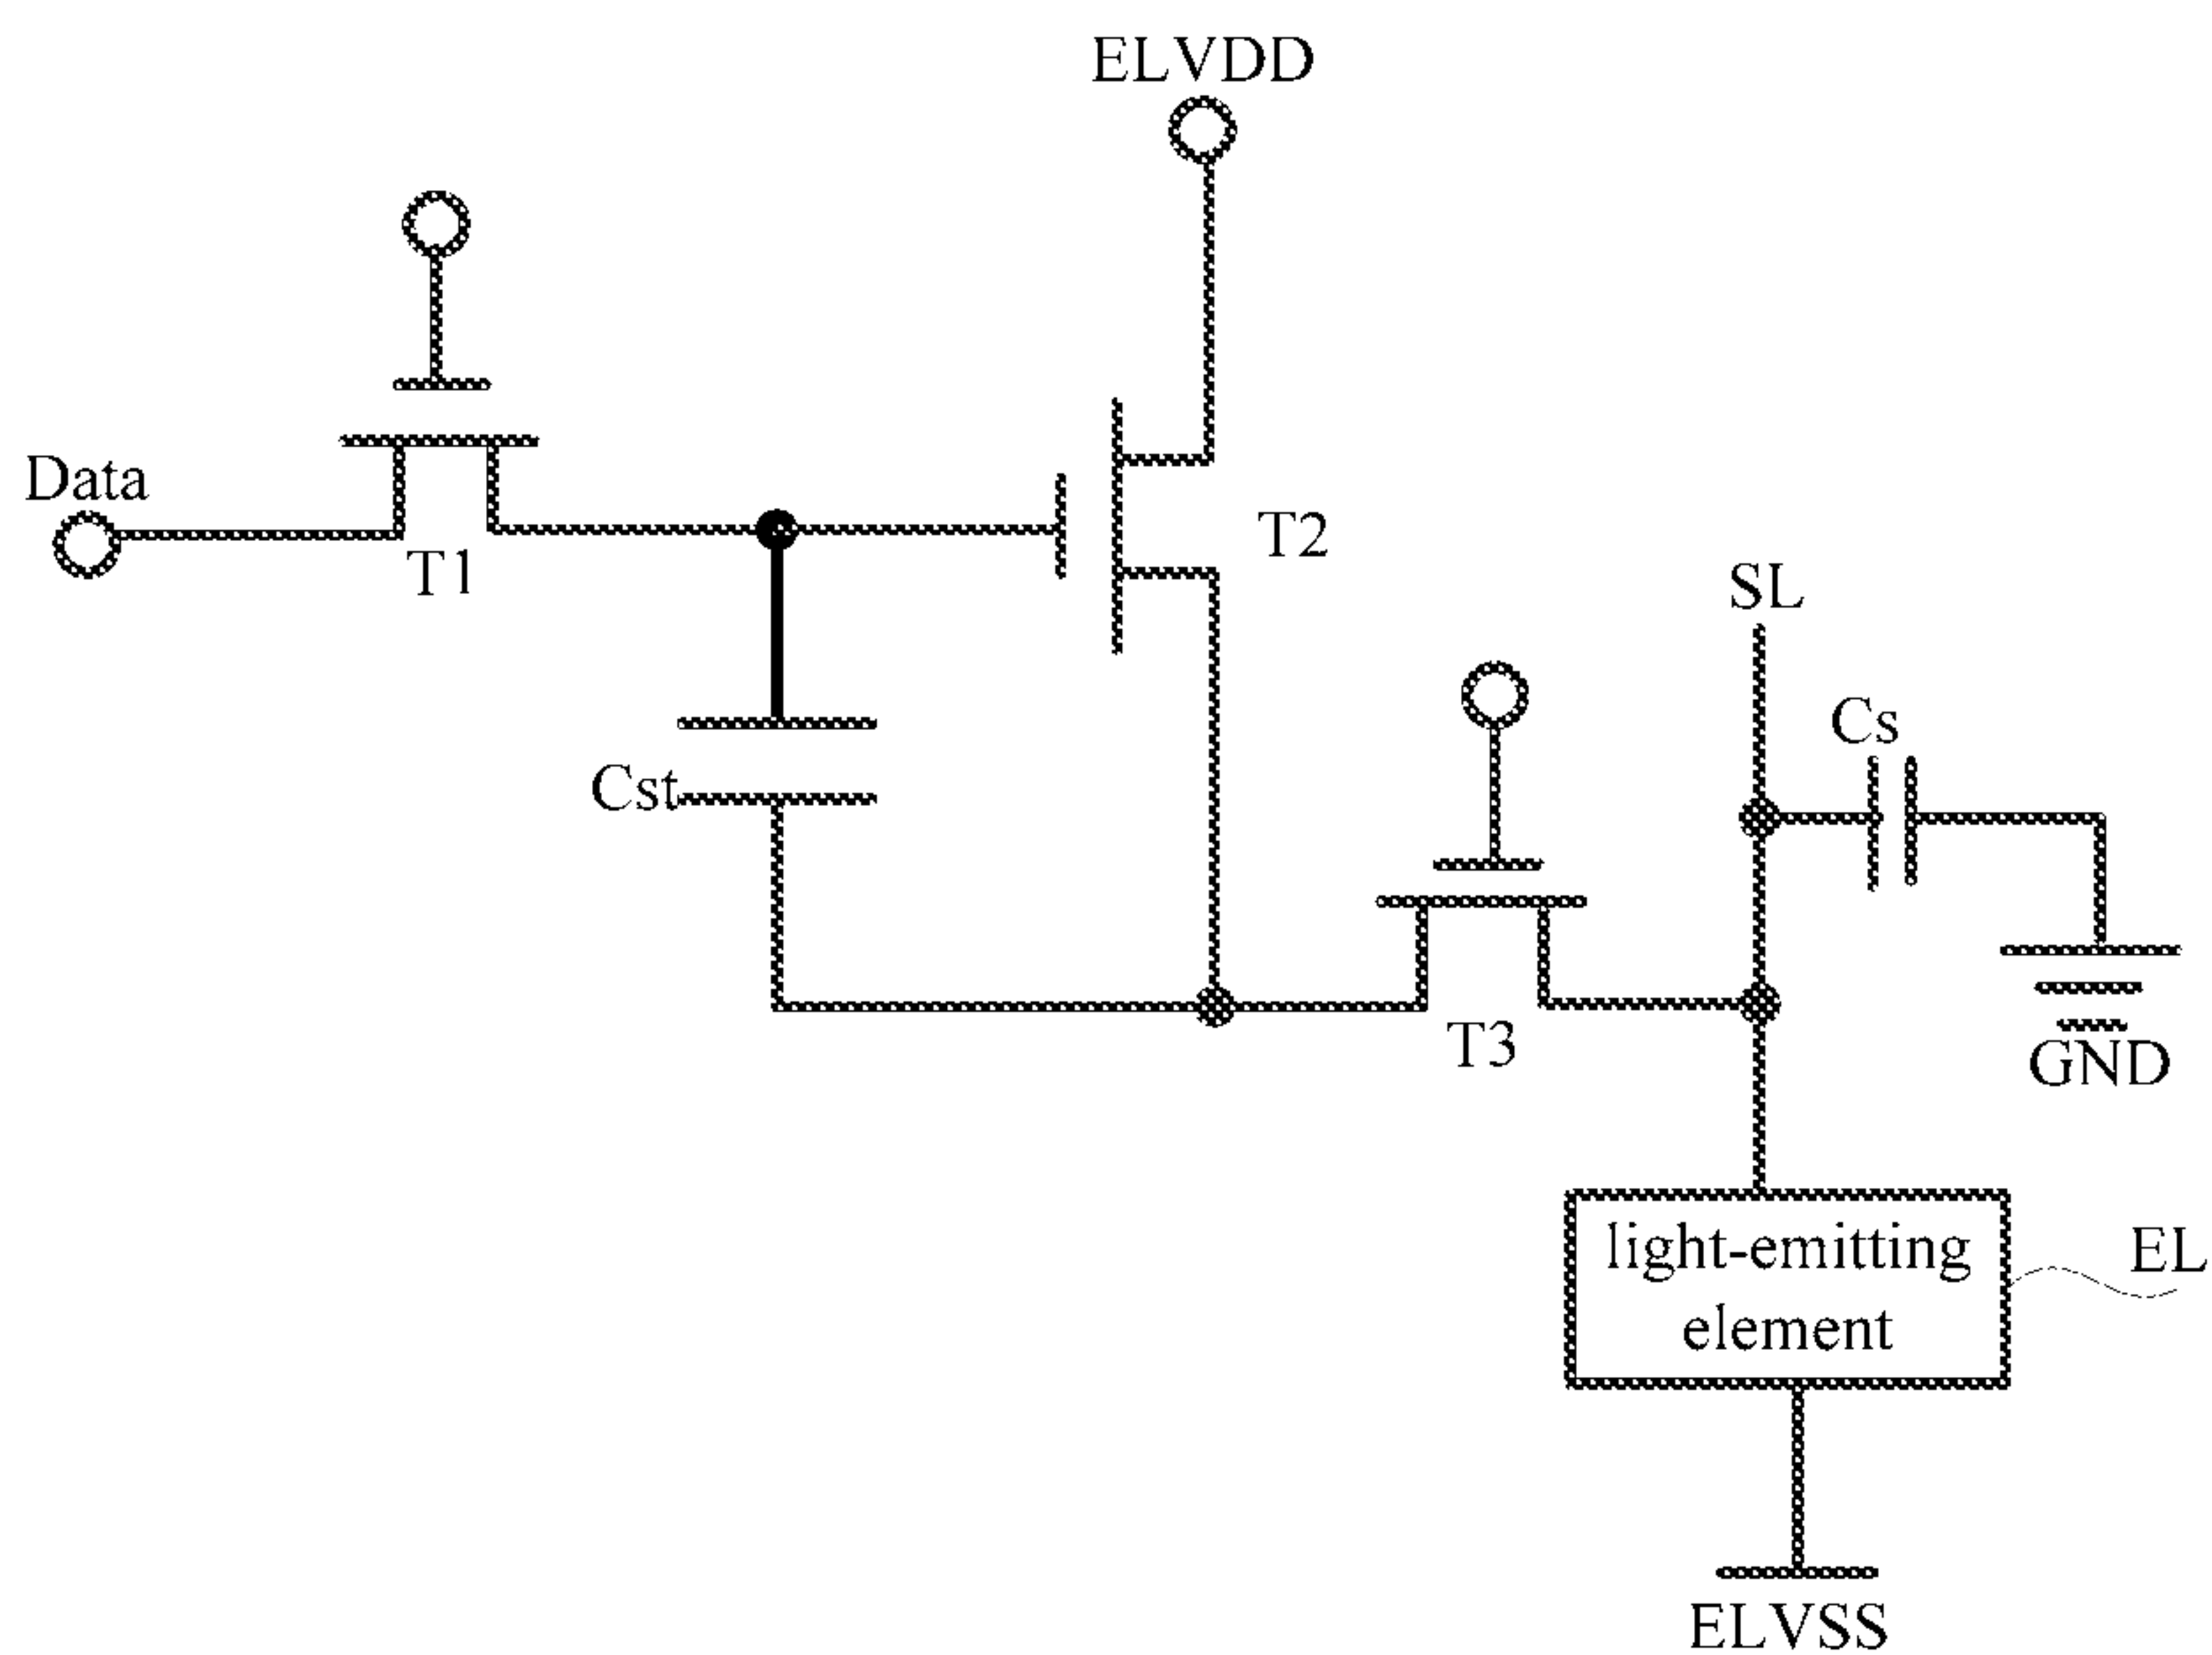 ELVDD
Data
T1
T2
SL
Cs
Cst
T3
GND
light-emitting
element
EL
ELVSS